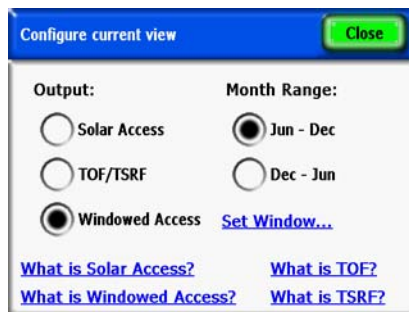 Configure current view
Close
Output:
Month Range:
Solar Access
Jun - Dec
TOF/TSRF
Dec - Jun
Windowed Access
Set Window...
What is Solar Access?
What is TOF?
What is Windowed Access?
What is TSRF?